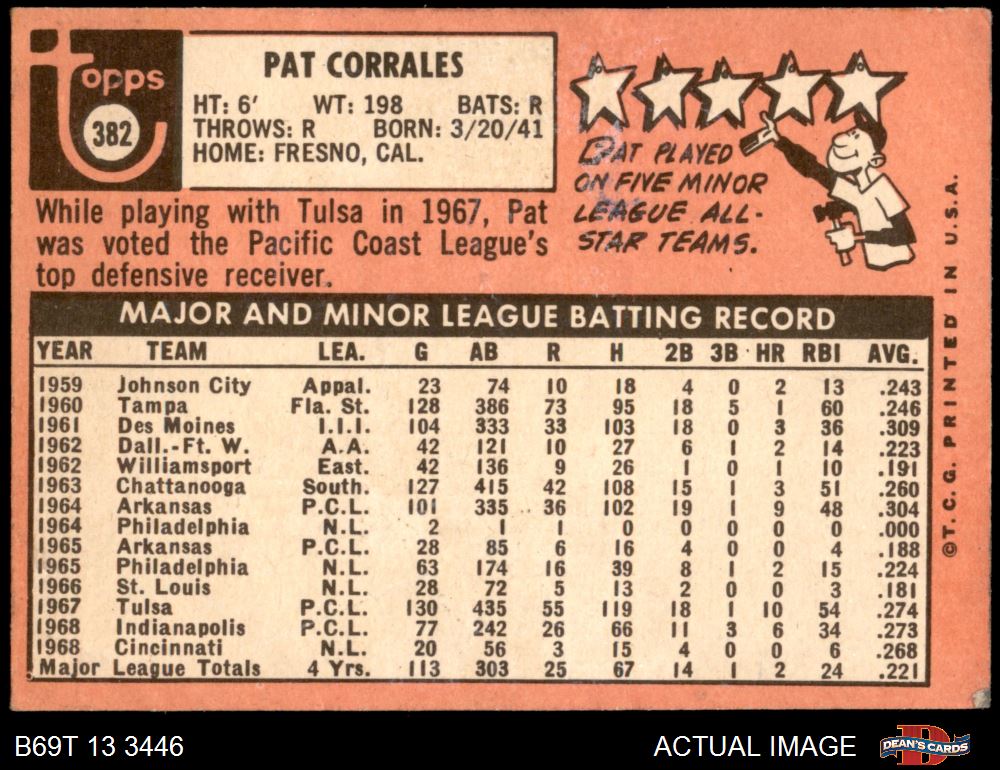 topps
382
PAT CORRALES
HT: 6' WT: 198 BATS: R
THROWS: R BORN: 3/20/41
HOME: FRESNO, CAL.
PAT PLAYED
ON FIVE MINOR
LEAGUE ALL-
STAR TEAMS.
While playing with Tulsa in 1967, Pat
was voted the Pacific Coast League's
top defensive receiver.
MAJOR AND MINOR LEAGUE BATTING RECORD
YEAR TEAM LEA. G AB R H 2B 3B HR RBI AVG.
1959 Johnson City Appal. 23 74 10 18 4 0 2 13 .243
1960 Tampa Fla. St. 128 386 73 95 18 5 1 60 .246
1961 Des Moines I.I.I. 104 333 33 103 18 0 3 36 .309
1962 Dall.-Ft. W. A.A. 42 121 10 27 6 1 2 14 .223
1962 Williamsport East. 42 136 9 26 1 0 1 10 .191
1963 Chattanooga South. 127 415 42 108 15 1 3 51 .260
1964 Arkansas P.C.L. 101 335 36 102 19 1 9 48 .304
1964 Philadelphia N.L. 2 1 1 0 0 0 0 0 .000
1965 Arkansas P.C.L. 28 85 6 16 4 0 0 4 .188
1965 Philadelphia N.L. 63 174 16 39 8 1 2 15 .224
1966 St. Louis N.L. 28 72 5 13 2 0 0 3 .181
1967 Tulsa P.C.L. 130 435 55 119 18 1 10 54 .274
1968 Indianapolis P.C.L. 77 242 26 66 11 3 6 34 .273
1968 Cincinnati N.L. 20 56 3 15 4 0 0 6 .268
Major League Totals 4 Yrs. 113 303 25 67 14 1 2 24 .221
©T.C.G. PRINTED IN U.S.A.
B69T 13 3446
ACTUAL IMAGE
DEAN'S CARDS